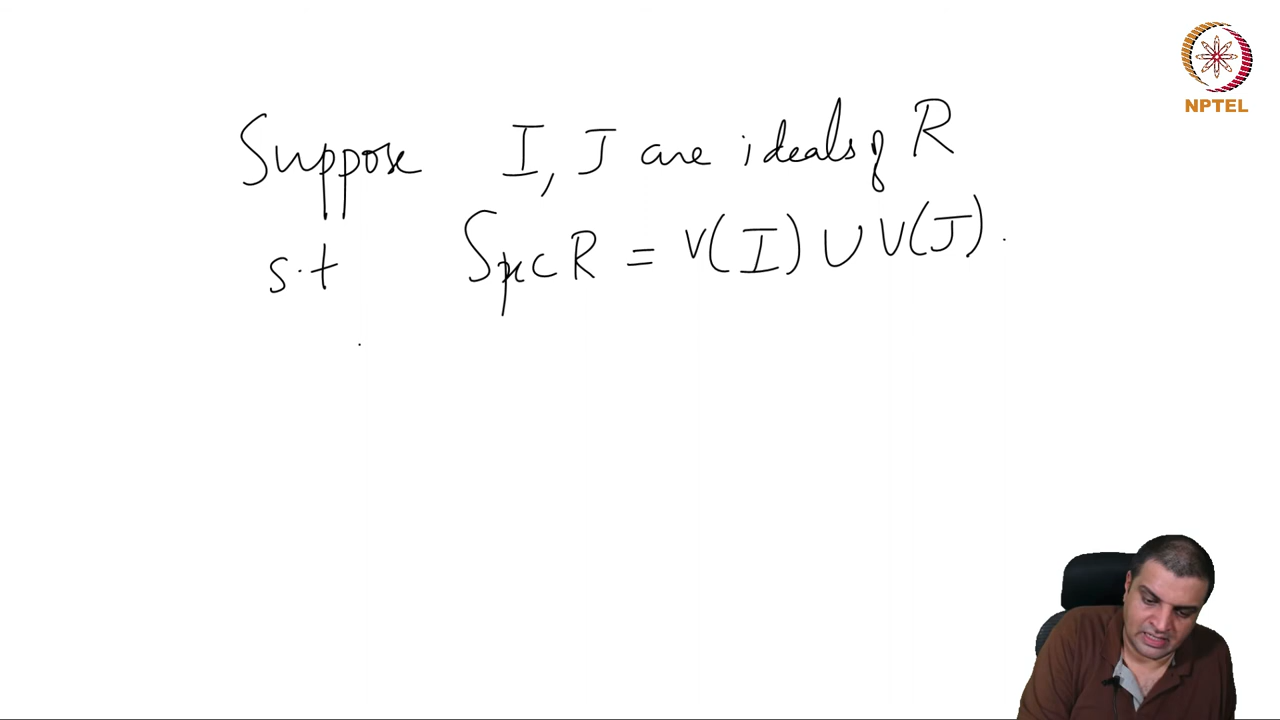 NPTEL
Suppose I, J are ideals of R
s.t Spec R = V(I) ∪ V(J).